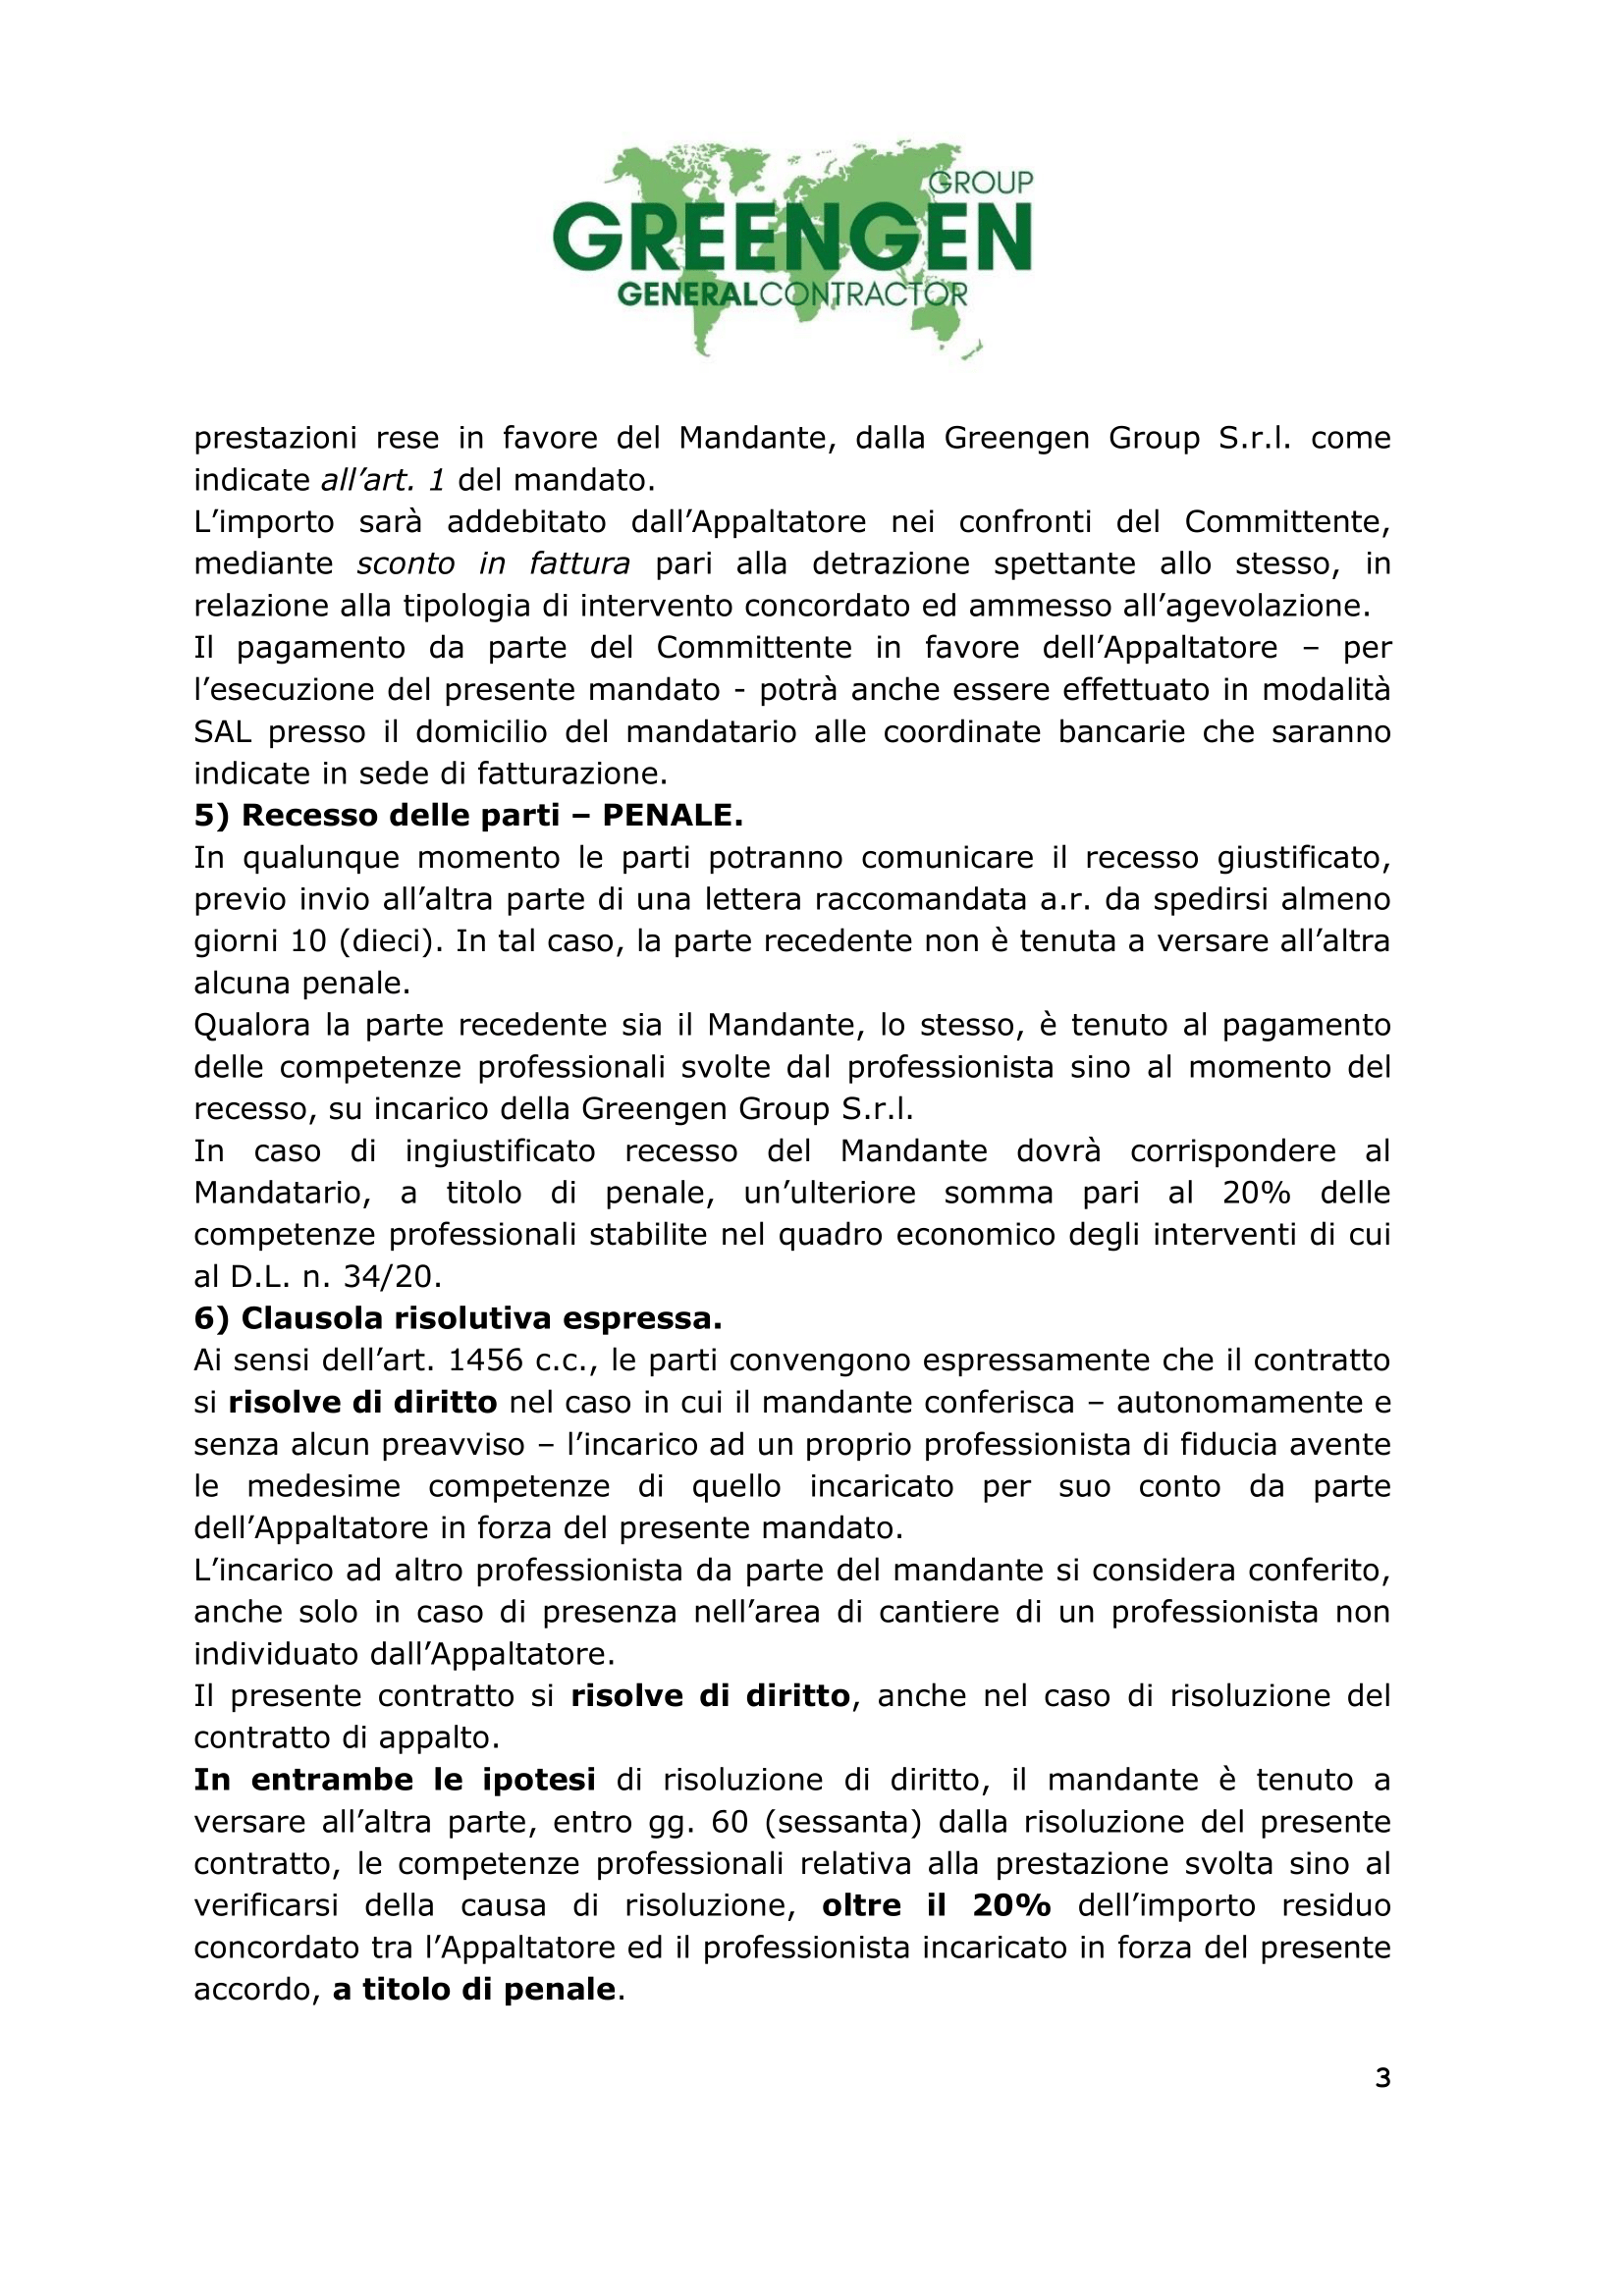 GROUP
GREENGEN
GENERALCONTRACTOR
prestazioni rese in favore del Mandante, dalla Greengen Group S.r.l. come
indicate all’art. 1 del mandato.
L’importo sarà addebitato dall’Appaltatore nei confronti del Committente,
mediante sconto in fattura pari alla detrazione spettante allo stesso, in
relazione alla tipologia di intervento concordato ed ammesso all’agevolazione.
Il pagamento da parte del Committente in favore dell’Appaltatore – per
l’esecuzione del presente mandato - potrà anche essere effettuato in modalità
SAL presso il domicilio del mandatario alle coordinate bancarie che saranno
indicate in sede di fatturazione.
5) Recesso delle parti – PENALE.
In qualunque momento le parti potranno comunicare il recesso giustificato,
previo invio all’altra parte di una lettera raccomandata a.r. da spedirsi almeno
giorni 10 (dieci). In tal caso, la parte recedente non è tenuta a versare all’altra
alcuna penale.
Qualora la parte recedente sia il Mandante, lo stesso, è tenuto al pagamento
delle competenze professionali svolte dal professionista sino al momento del
recesso, su incarico della Greengen Group S.r.l.
In caso di ingiustificato recesso del Mandante dovrà corrispondere al
Mandatario, a titolo di penale, un’ulteriore somma pari al 20% delle
competenze professionali stabilite nel quadro economico degli interventi di cui
al D.L. n. 34/20.
6) Clausola risolutiva espressa.
Ai sensi dell’art. 1456 c.c., le parti convengono espressamente che il contratto
si risolve di diritto nel caso in cui il mandante conferisca – autonomamente e
senza alcun preavviso – l’incarico ad un proprio professionista di fiducia avente
le medesime competenze di quello incaricato per suo conto da parte
dell’Appaltatore in forza del presente mandato.
L’incarico ad altro professionista da parte del mandante si considera conferito,
anche solo in caso di presenza nell’area di cantiere di un professionista non
individuato dall’Appaltatore.
Il presente contratto si risolve di diritto, anche nel caso di risoluzione del
contratto di appalto.
In entrambe le ipotesi di risoluzione di diritto, il mandante è tenuto a
versare all’altra parte, entro gg. 60 (sessanta) dalla risoluzione del presente
contratto, le competenze professionali relativa alla prestazione svolta sino al
verificarsi della causa di risoluzione, oltre il 20% dell’importo residuo
concordato tra l’Appaltatore ed il professionista incaricato in forza del presente
accordo, a titolo di penale.
3